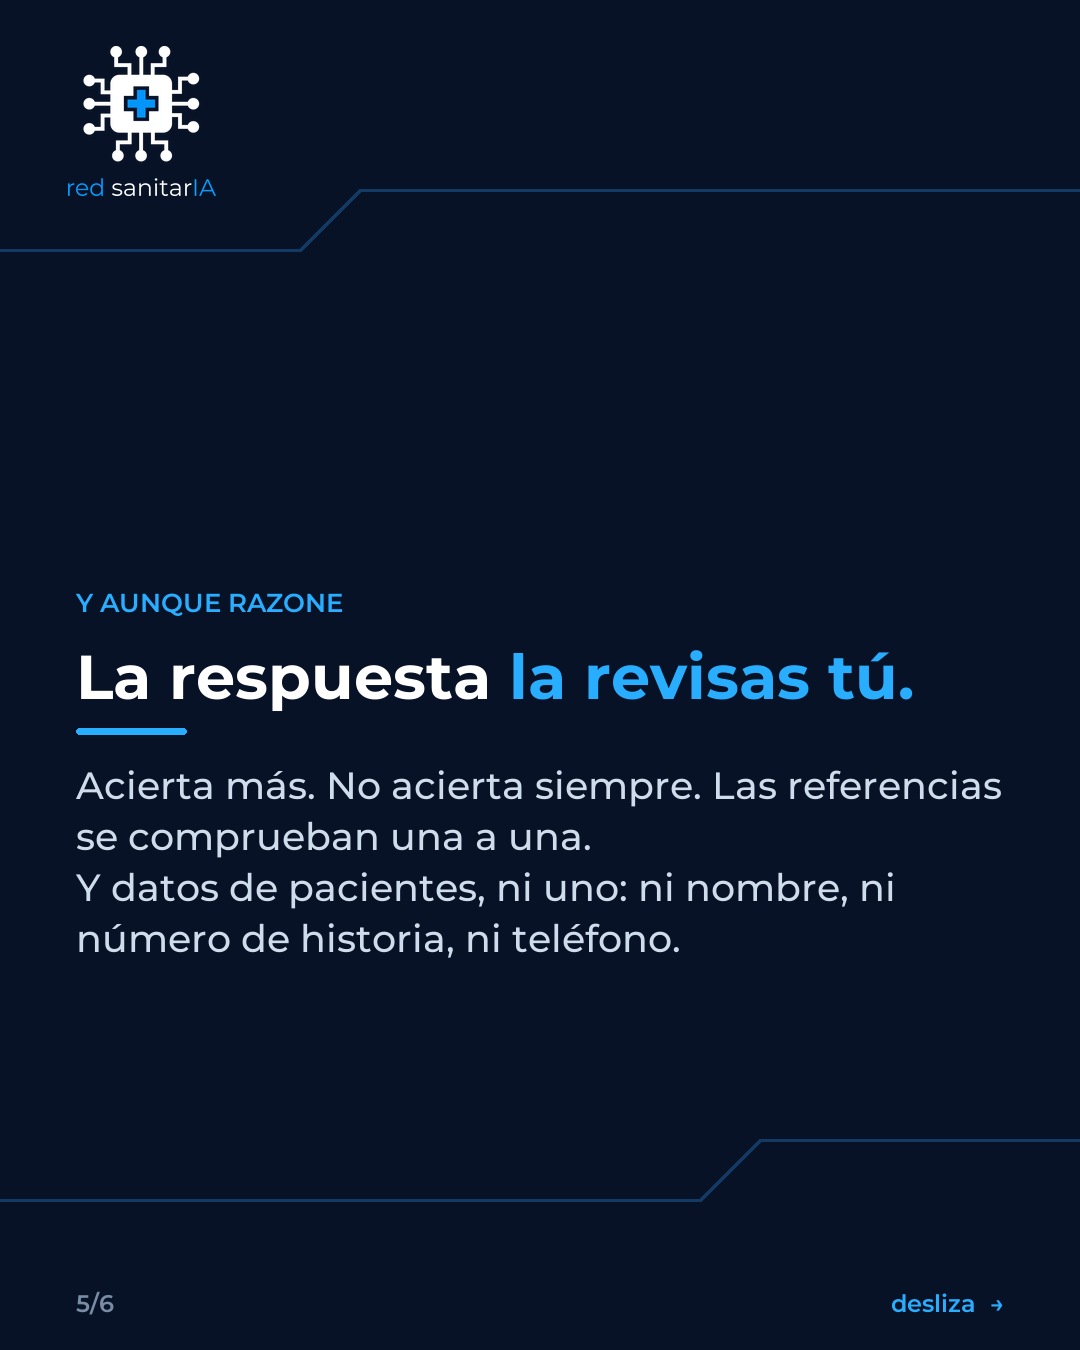 red sanitarIA
Y AUNQUE RAZONE
La respuesta la revisas tú.
Acierta más. No acierta siempre. Las referencias
se comprueban una a una.
Y datos de pacientes, ni uno: ni nombre, ni
número de historia, ni teléfono.
5/6
desliza →